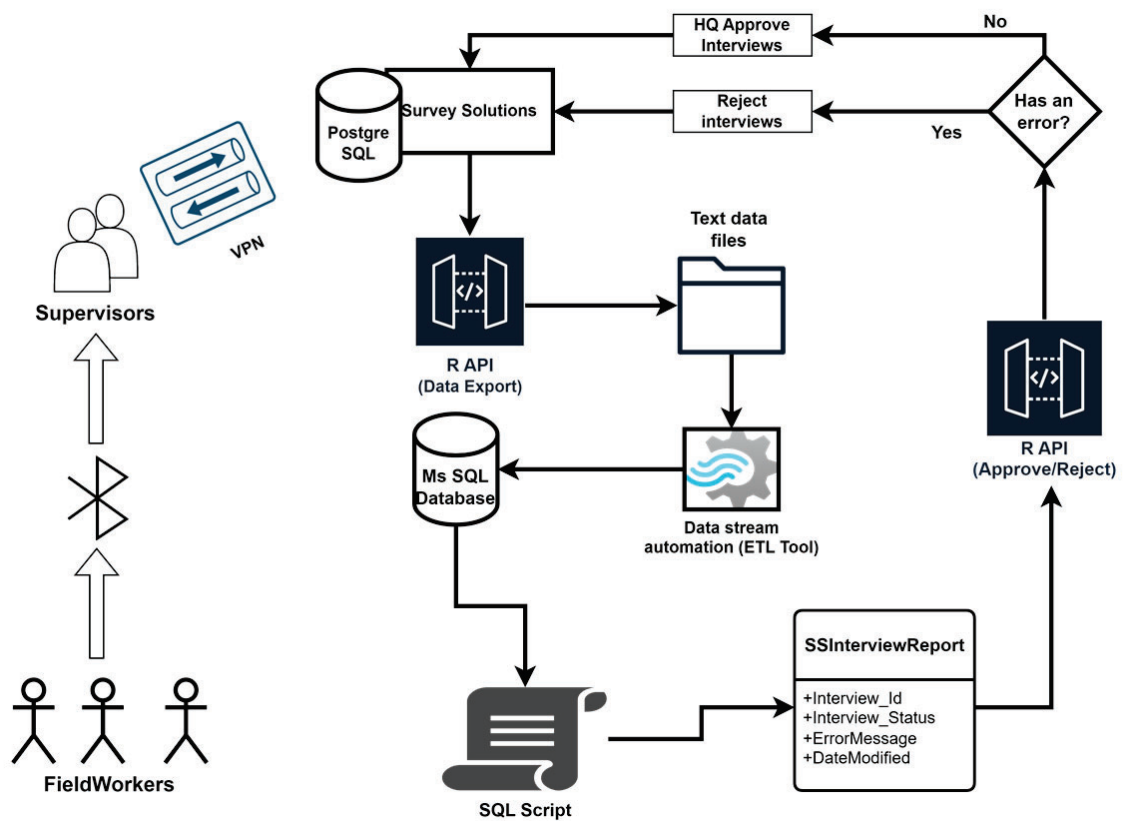 HQ Approve
Interviews
No
Survey Solutions
Postgre
SQL
Reject
interviews
Yes
Has an
error?
VPN
Supervisors
Text data
files
R API
(Data Export)
R API
(Approve/Reject)
Ms SQL
Database
Data stream
automation (ETL Tool)
SSInterviewReport
+Interview_Id
+Interview_Status
+ErrorMessage
+DateModified
FieldWorkers
SQL Script